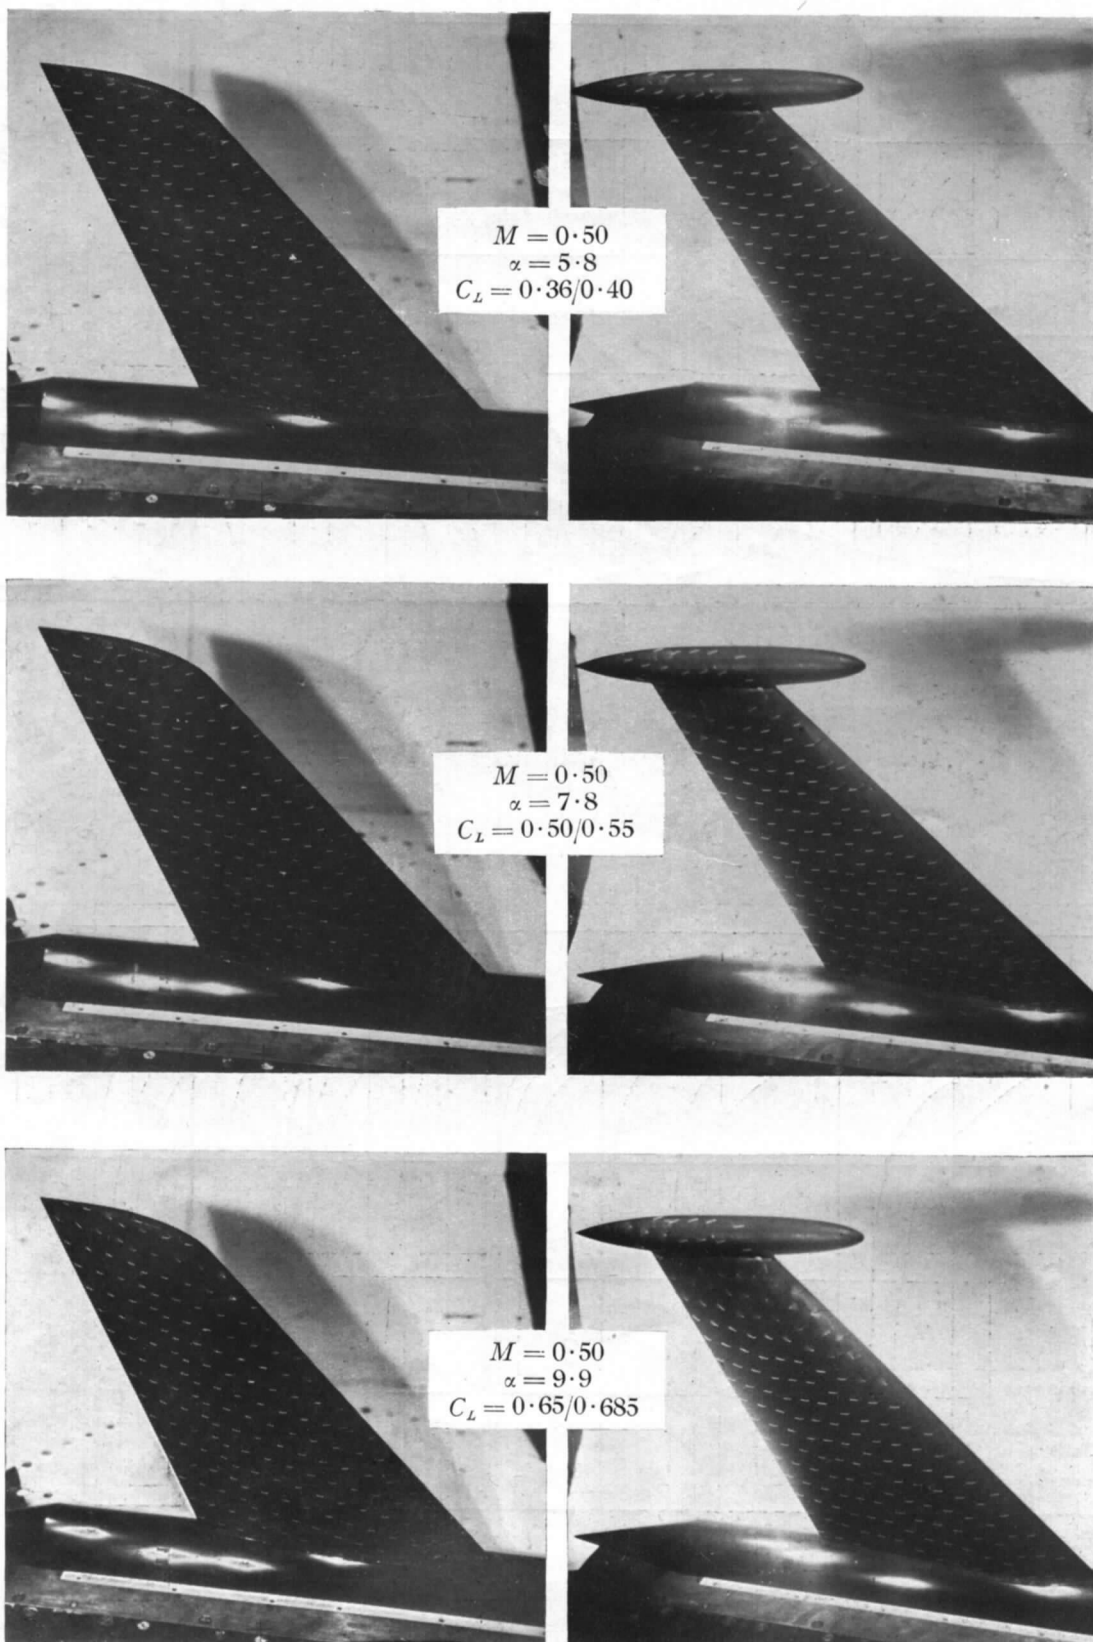 M = 0·50
α = 5·8
C_L = 0·36/0·40
M = 0·50
α = 7·8
C_L = 0·50/0·55
M = 0·50
α = 9·9
C_L = 0·65/0·685